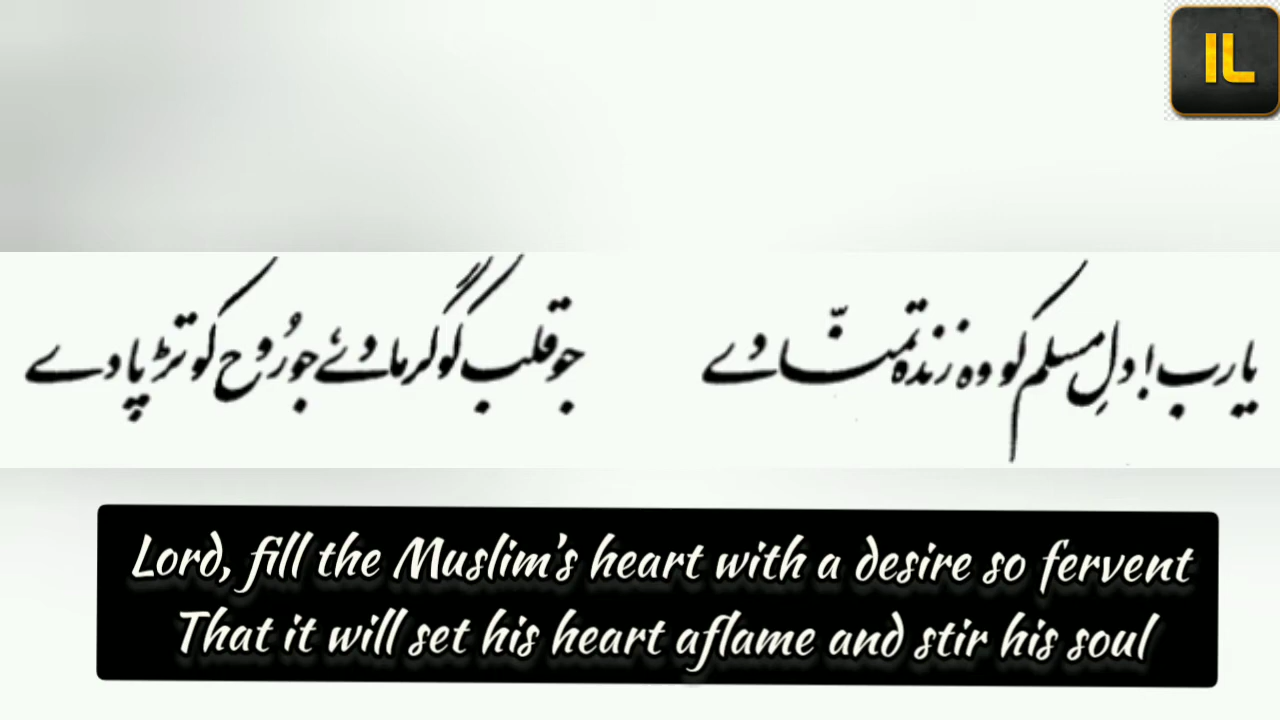 IL
یا رب! دلِ مسلم کو وہ زندہ تمنّا دے
جو قلب کو گرما دے، جو رُوح کو تڑپا دے
Lord, fill the Muslim's heart with a desire so fervent
That it will set his heart aflame and stir his soul